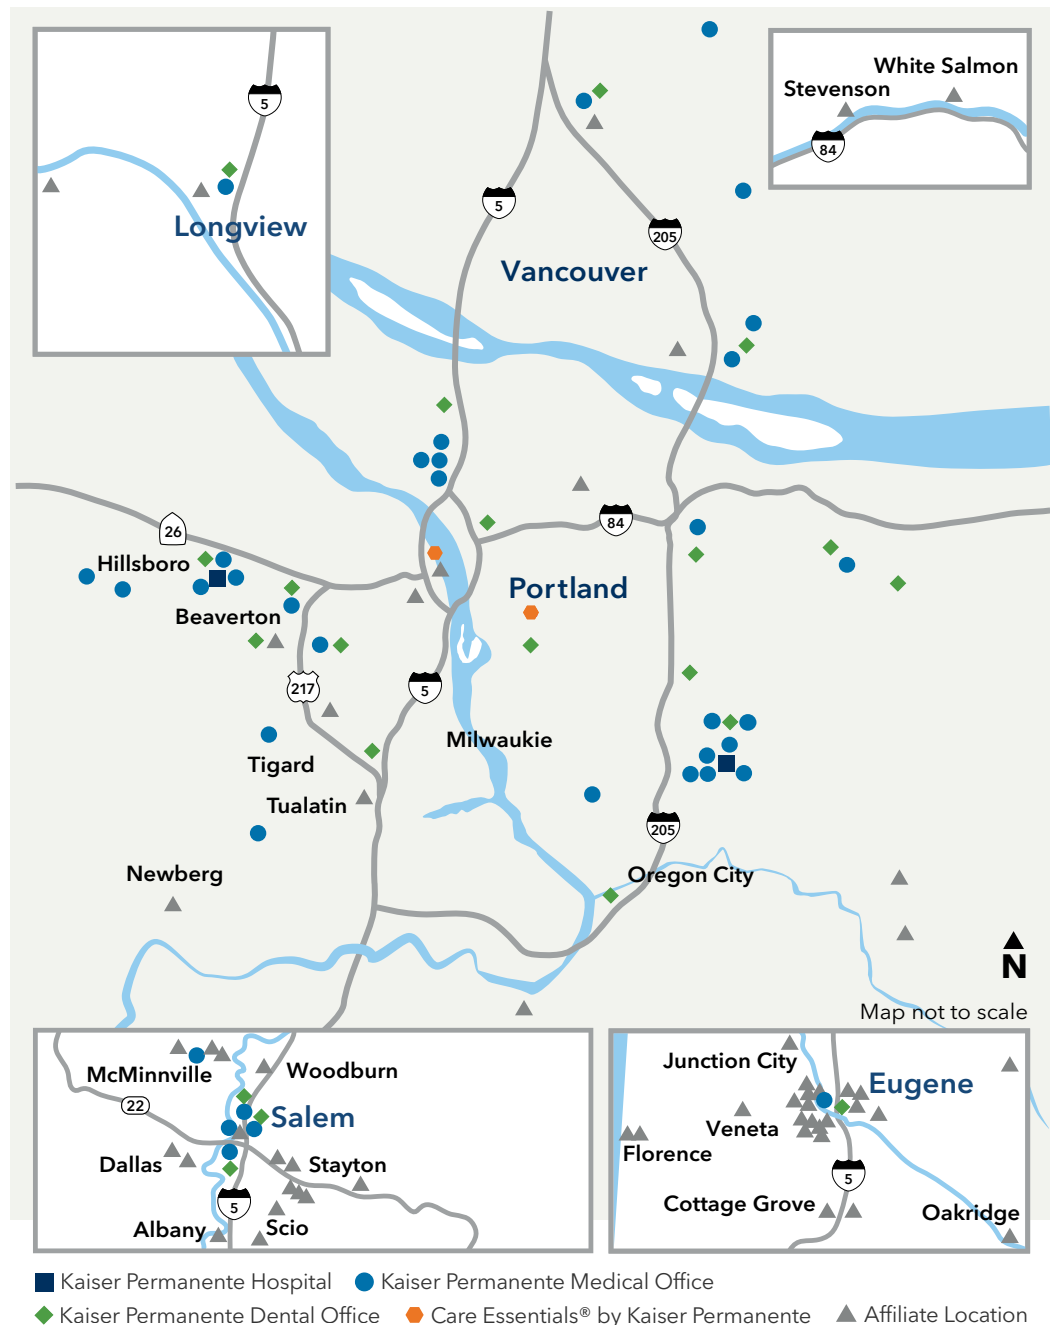 White Salmon
Stevenson
84
5
Longview
5
205
Vancouver
26
84
Hillsboro
Portland
Beaverton
217
5
Milwaukie
Tigard
Tualatin
205
Newberg
Oregon City
N
Map not to scale
McMinnville
Woodburn
22
Salem
Dallas
Stayton
5
Albany
Scio
Junction City
Eugene
Veneta
Florence
5
Cottage Grove
Oakridge
Kaiser Permanente Hospital Kaiser Permanente Medical Office
Kaiser Permanente Dental Office Care Essentials® by Kaiser Permanente Affiliate Location